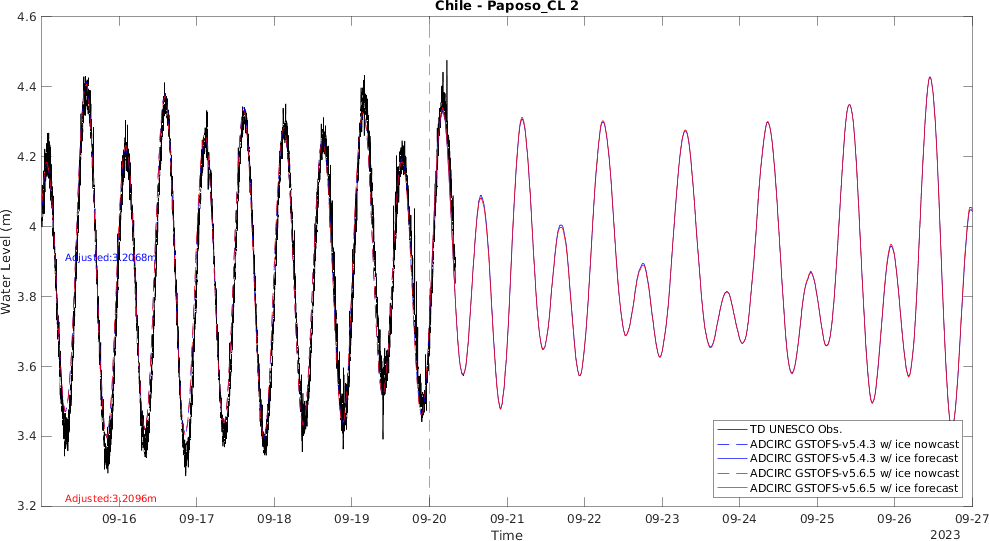 Chile - Paposo_CL 2
4.6
4.4
4.2
4
3.8
3.6
3.4
3.2
Water Level (m)
Adjusted:3.2068m
Adjusted:3.2096m
TD UNESCO Obs.
ADCIRC GSTOFS-v5.4.3 w/ ice nowcast
ADCIRC GSTOFS-v5.4.3 w/ ice forecast
ADCIRC GSTOFS-v5.6.5 w/ ice nowcast
ADCIRC GSTOFS-v5.6.5 w/ ice forecast
09-16 09-17 09-18 09-19 09-20 09-21 09-22 09-23 09-24 09-25 09-26 09-27
Time
2023